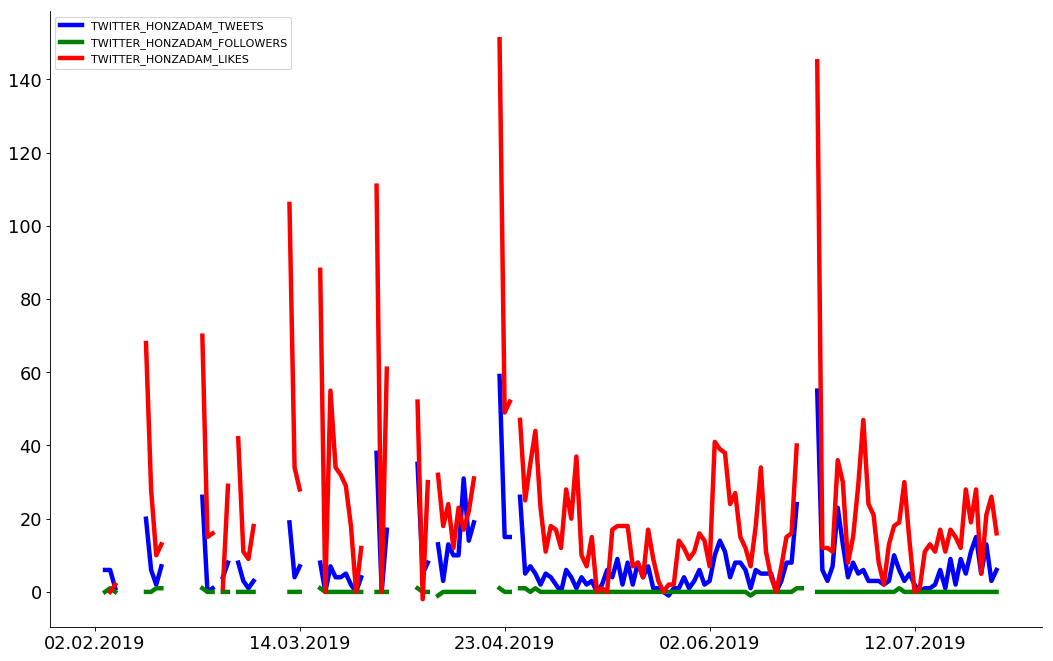 TWITTER_HONZADAM_TWEETS
TWITTER_HONZADAM_FOLLOWERS
TWITTER_HONZADAM_LIKES
140
120
100
80
60
40
20
0
02.02.2019 14.03.2019 23.04.2019 02.06.2019 12.07.2019